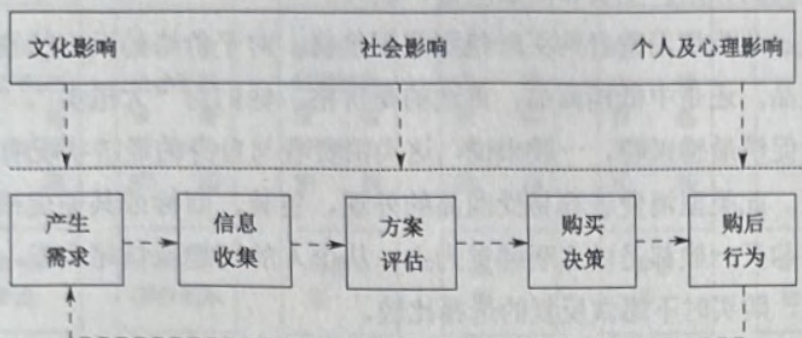 文化影响 社会影响 个人及心理影响
产生 信息 方案 购买 购后
需求 收集 评估 决策 行为